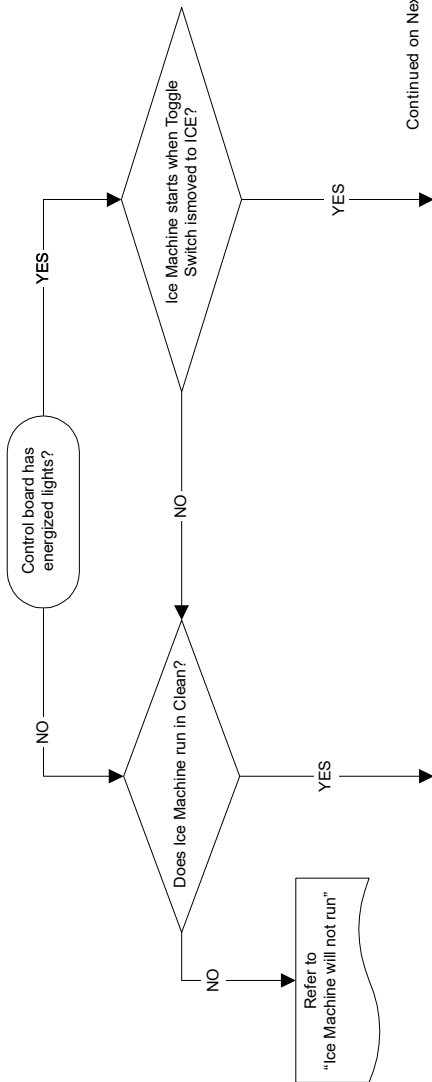 Control board has
energized lights?
NO
YES
Does Ice Machine run in Clean?
NO
Ice Machine starts when Toggle
Switch ismoved to ICE?
NO
YES
YES
Refer to
“Ice Machine will not run”
Continued on